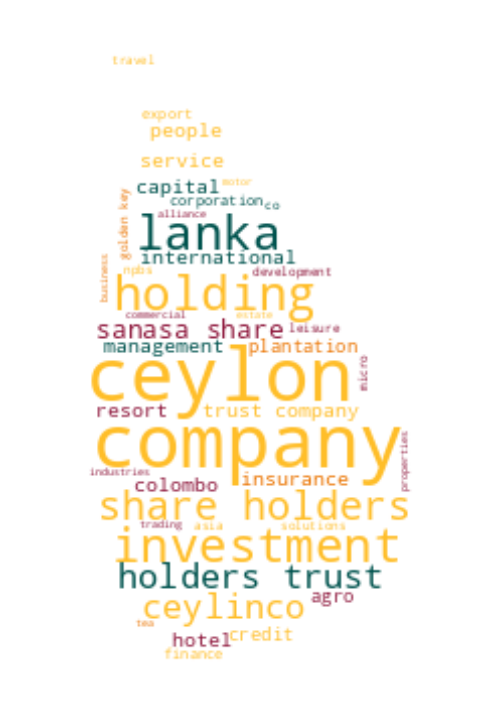 travel
export
people
service
capital motor
corporation co
alliance
golden key
lanka
international
npbs development
business
holding
commercial estate
sanasa share leisure
management plantation
ceylon
micro
resort trust company
company
properties
industries insurance
colombo
share holders
trading asia solutions
investment
holders trust
ceylinco agro
tea
hotel credit
finance